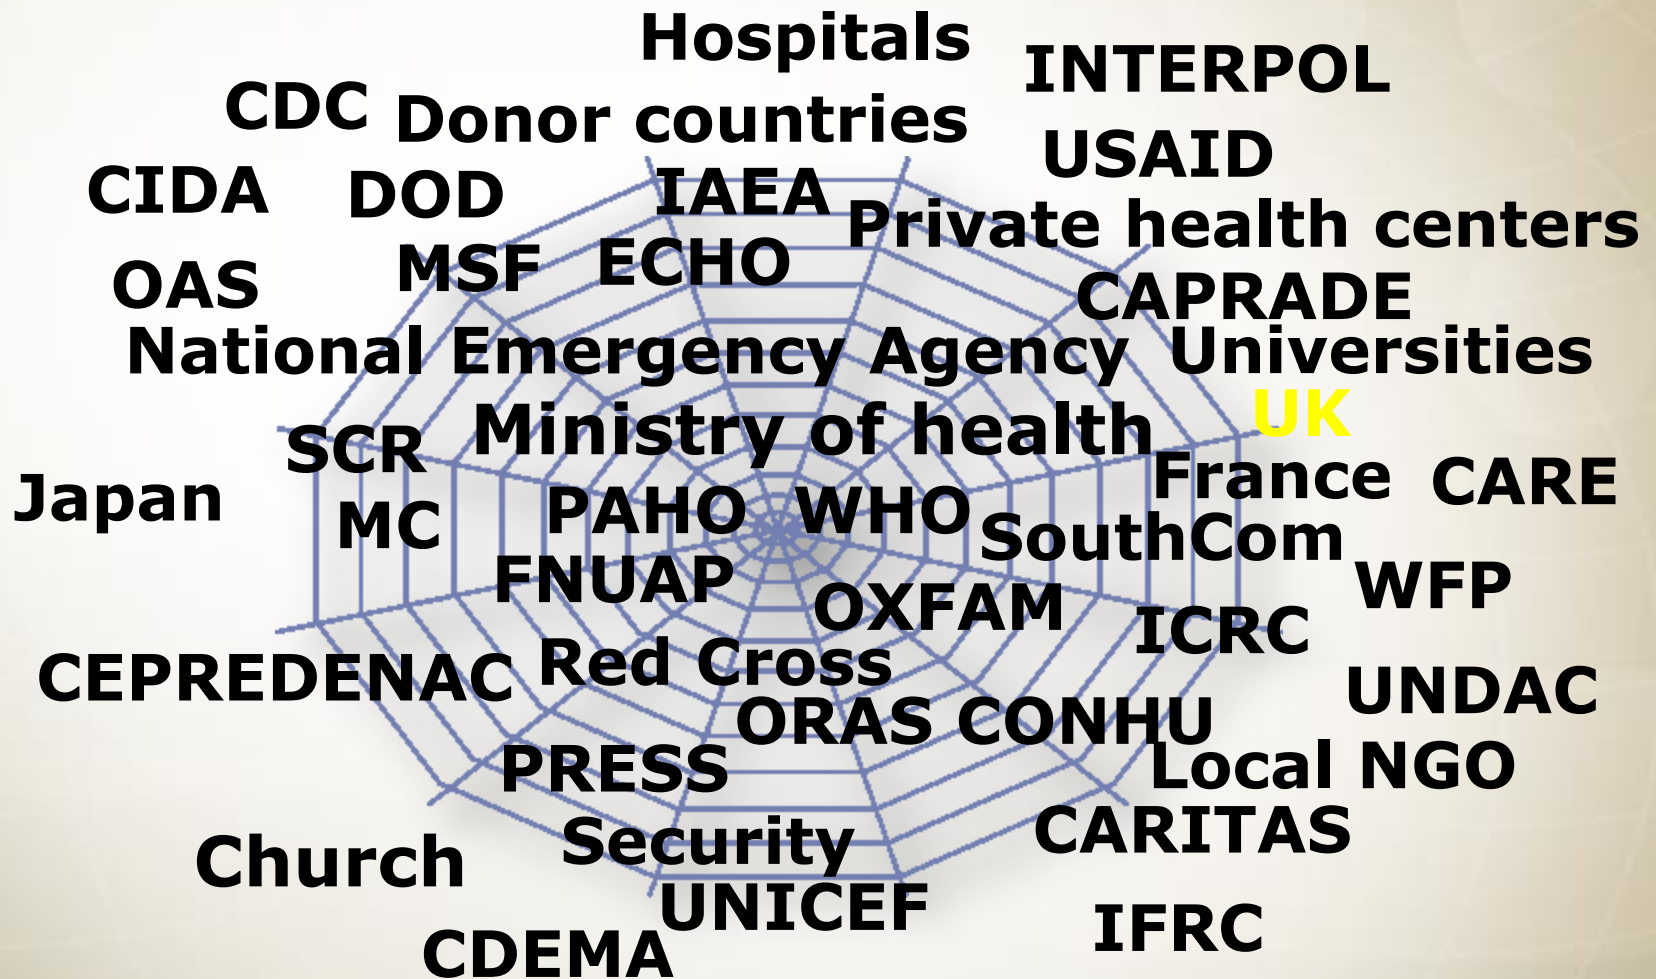 Hospitals
INTERPOL
CDC
Donor countries
USAID
CIDA
DOD
IAEA
Private health centers
OAS
MSF
ECHO
CAPRADE
National Emergency Agency
Universities
UK
SCR
Ministry of health
France
CARE
Japan
MC
PAHO
WHO
SouthCom
FNUAP
OXFAM
WFP
ICRC
CEPREDENAC
Red Cross
UNDAC
ORAS CONHU
PRESS
Local NGO
Church
Security
CARITAS
UNICEF
IFRC
CDEMA